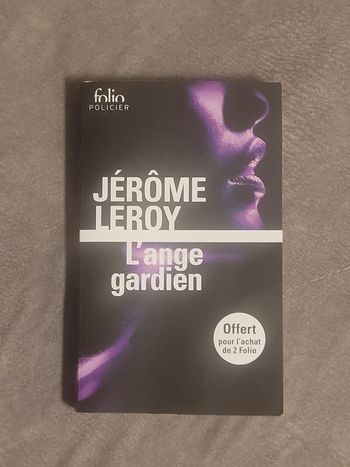 folio
POLICIER
JÉRÔME
LEROY
L'ange
gardien
Offert
pour l'achat
de 2 Folio